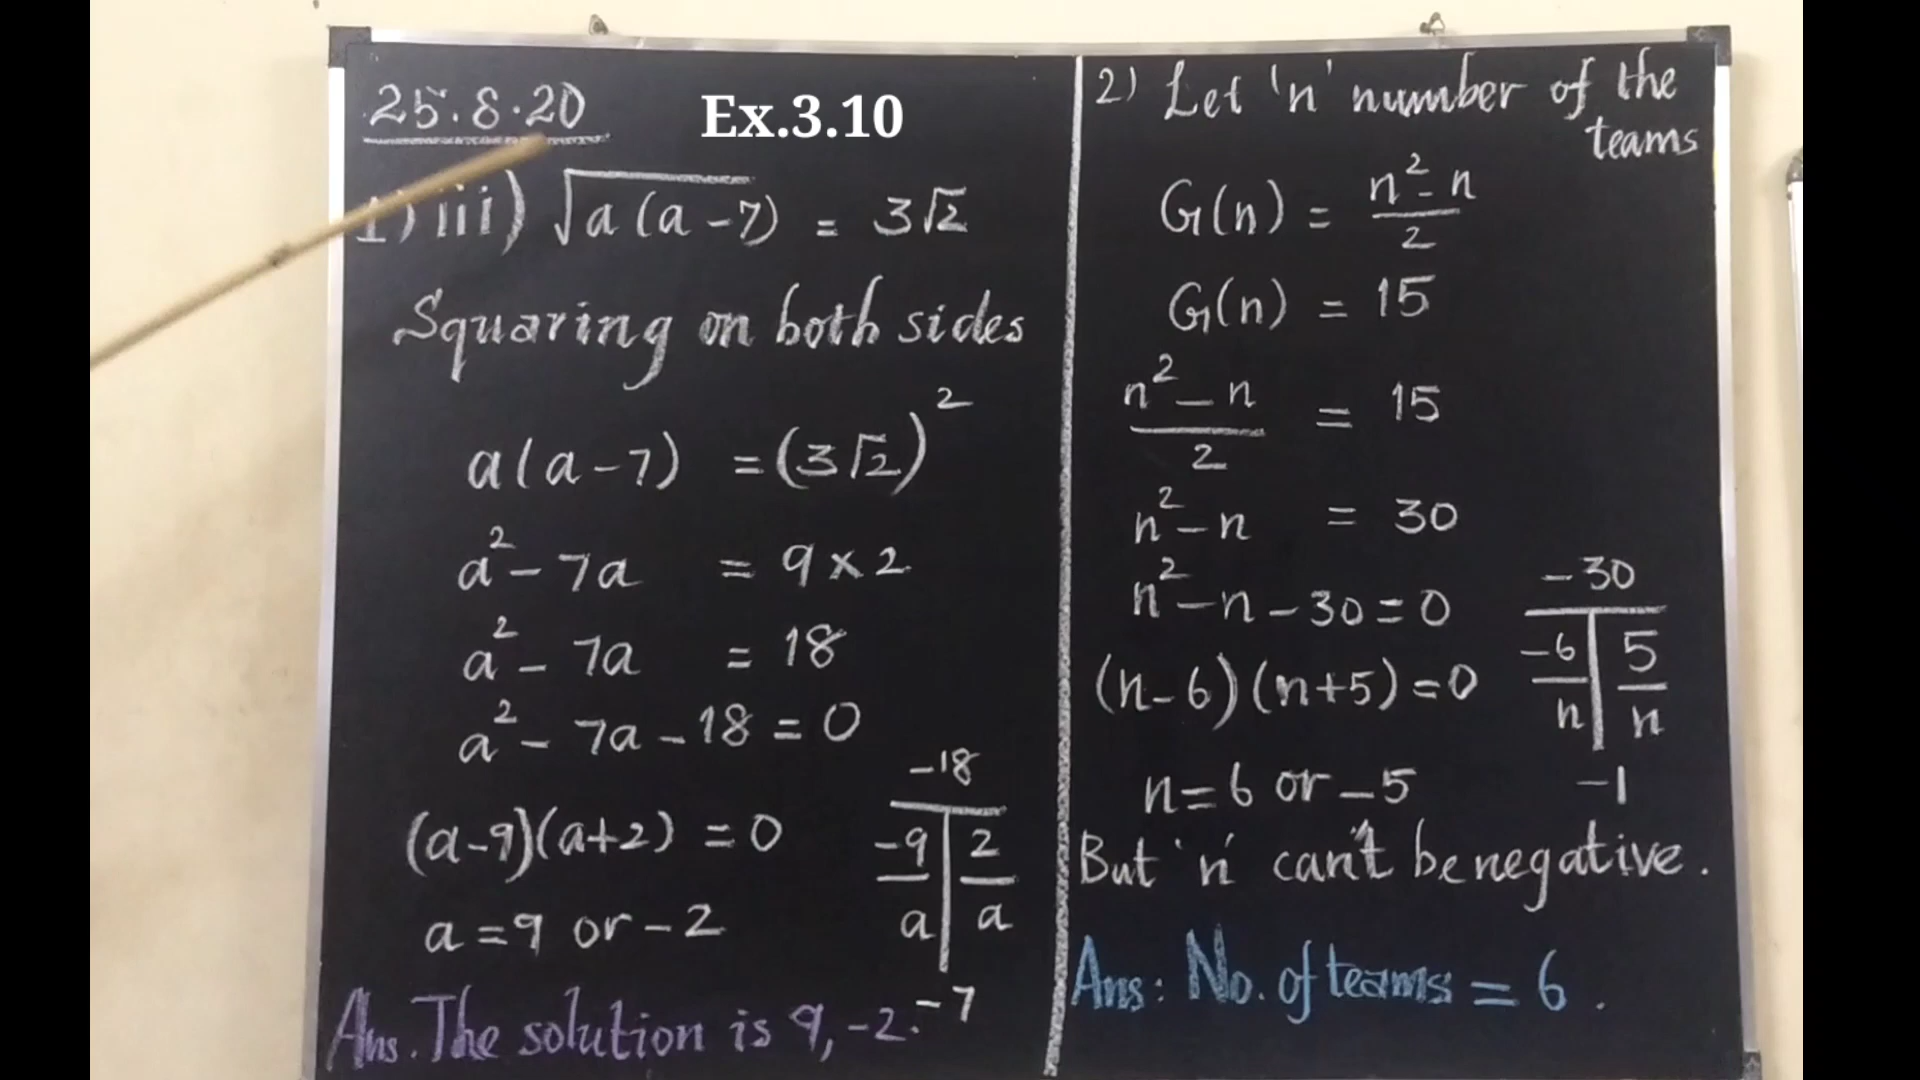 25.8.20
Ex.3.10
1) iii) √a(a-7) = 3√2
Squaring on both sides
a(a-7) = (3√2)²
a² - 7a = 9 × 2
a² - 7a = 18
a² - 7a - 18 = 0
(a-9)(a+2) = 0
a = 9 or -2
-18
-9 | 2
a | a
-7
Ans. The solution is 9, -2.
2) Let 'n' number of the
teams
G(n) = n² - n / 2
G(n) = 15
n² - n / 2 = 15
n² - n = 30
n² - n - 30 = 0
(n-6)(n+5) = 0
n = 6 or -5
-30
-6 | 5
n | n
-1
But 'n' can't be negative.
Ans: No. of teams = 6.